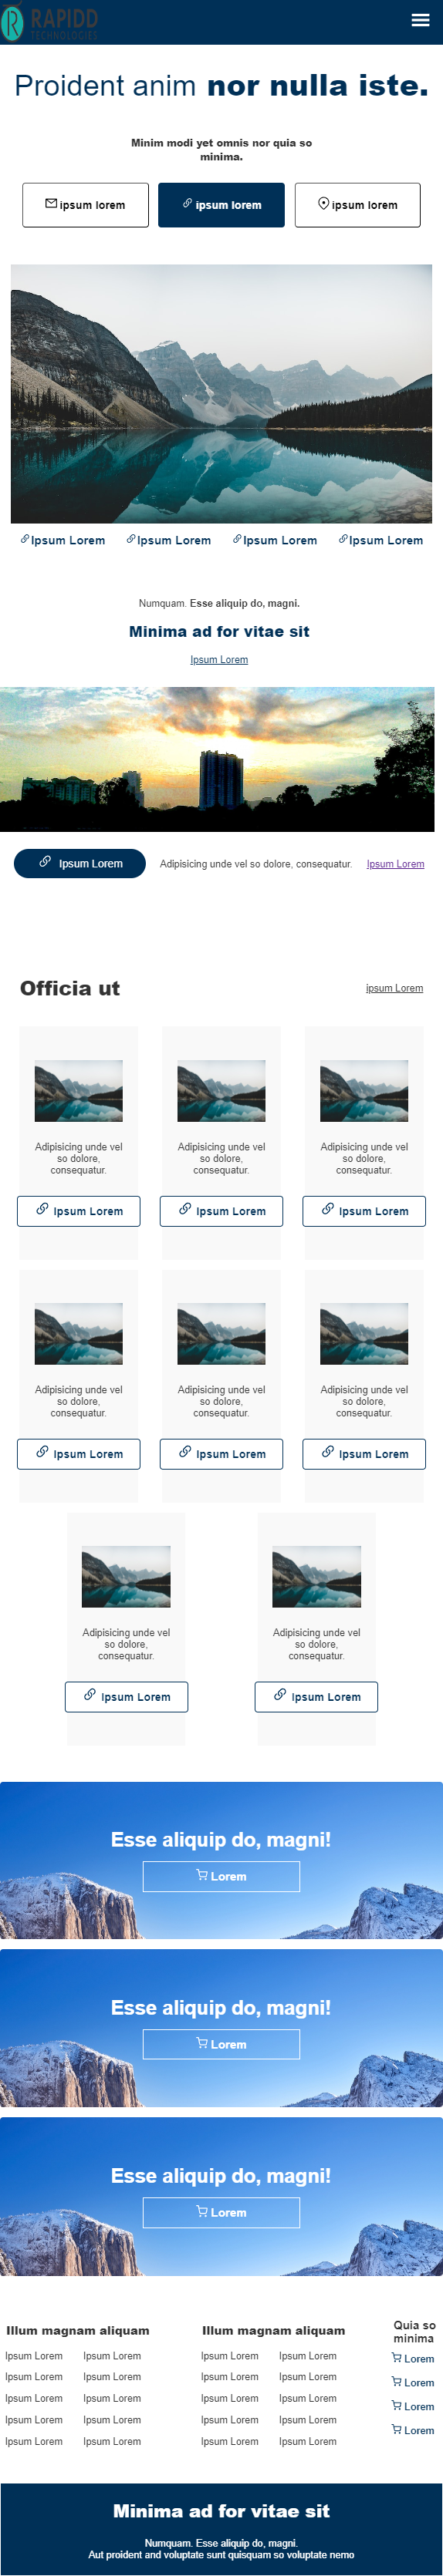 RAPIDD
TECHNOLOGIES
Proident anim nor nulla iste.
Minim modi yet omnis nor quia so
minima.
ipsum lorem
ipsum lorem
ipsum lorem
Ipsum Lorem
Ipsum Lorem
Ipsum Lorem
Ipsum Lorem
Numquam. Esse aliquip do, magni.
Minima ad for vitae sit
Ipsum Lorem
Ipsum Lorem
Adipisicing unde vel so dolore, consequatur.
Ipsum Lorem
Officia ut
ipsum Lorem
Adipisicing unde vel
so dolore,
consequatur.
Ipsum Lorem
Adipisicing unde vel
so dolore,
consequatur.
Ipsum Lorem
Adipisicing unde vel
so dolore,
consequatur.
Ipsum Lorem
Adipisicing unde vel
so dolore,
consequatur.
Ipsum Lorem
Adipisicing unde vel
so dolore,
consequatur.
Ipsum Lorem
Adipisicing unde vel
so dolore,
consequatur.
Ipsum Lorem
Adipisicing unde vel
so dolore,
consequatur.
Ipsum Lorem
Adipisicing unde vel
so dolore,
consequatur.
Ipsum Lorem
Esse aliquip do, magni!
Lorem
Esse aliquip do, magni!
Lorem
Esse aliquip do, magni!
Lorem
Illum magnam aliquam
Ipsum Lorem
Ipsum Lorem
Ipsum Lorem
Ipsum Lorem
Ipsum Lorem
Ipsum Lorem
Ipsum Lorem
Ipsum Lorem
Ipsum Lorem
Ipsum Lorem
Illum magnam aliquam
Ipsum Lorem
Ipsum Lorem
Ipsum Lorem
Ipsum Lorem
Ipsum Lorem
Ipsum Lorem
Ipsum Lorem
Ipsum Lorem
Ipsum Lorem
Ipsum Lorem
Quia so
minima
Lorem
Lorem
Lorem
Lorem
Minima ad for vitae sit
Numquam. Esse aliquip do, magni.
Aut proident and voluptate sunt quisquam so voluptate nemo